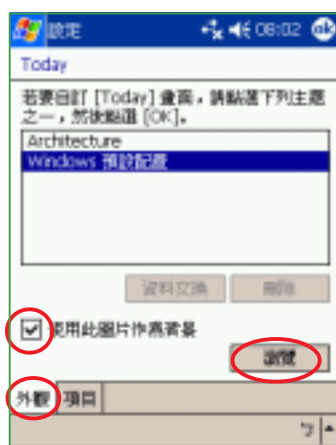 設定 08:02 ok
Today
若要自訂 [Today] 畫面，請點選下列主題
之一，然後點選 [OK]。
Architecture
Windows 預設配置
資料交換 刪除
使用此圖片作為背景
瀏覽
外觀 項目
ㄅ